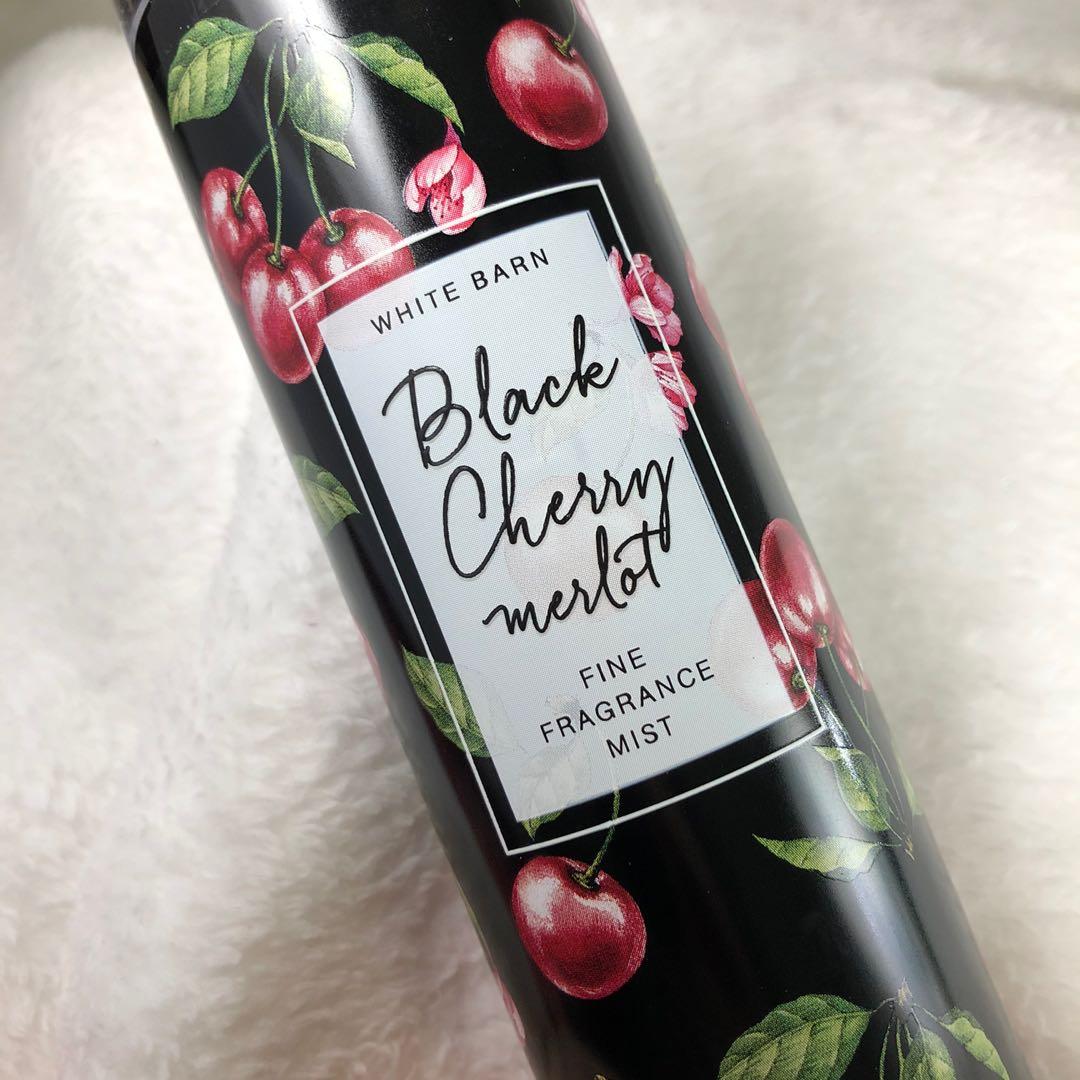 WHITE BARN
Black
Cherry
merlot
FINE
FRAGRANCE
MIST